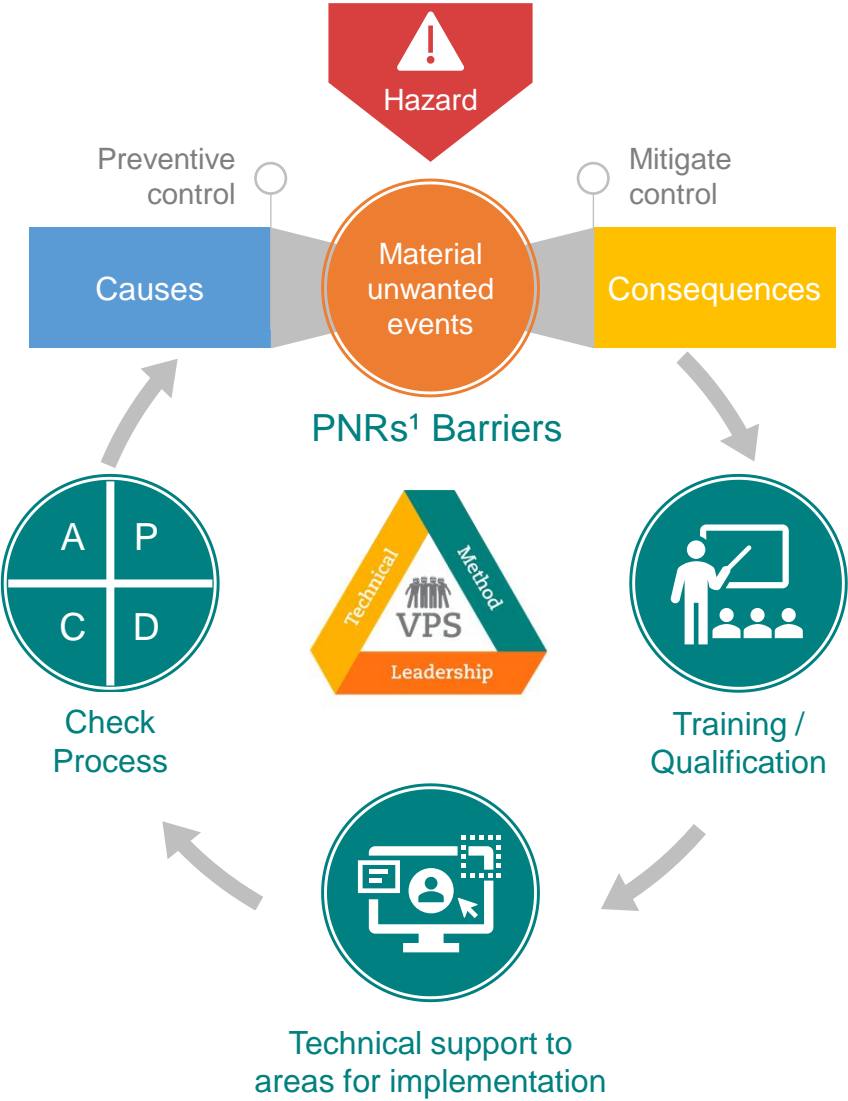 Hazard
Preventive
control
Mitigate
control
Causes
Material
unwanted
events
Consequences
PNRs¹ Barriers
A P
C D
Technical
Method
VPS
Leadership
Check
Process
Training /
Qualification
Technical support to
areas for implementation